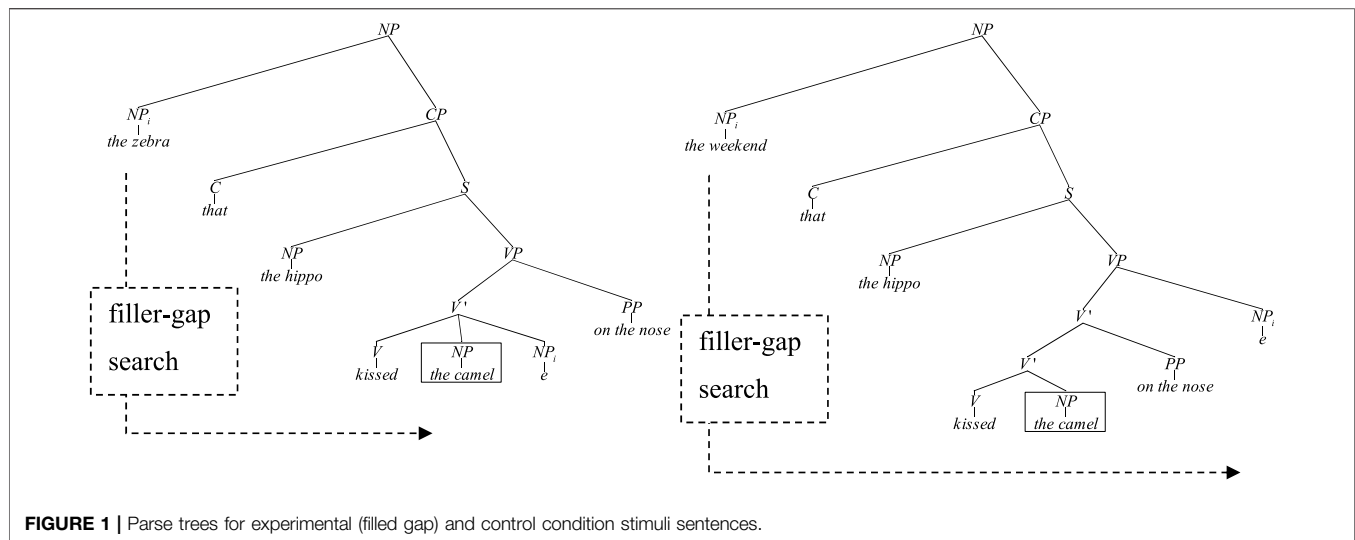 NP
NPi
the zebra
CP
C
that
S
NP
the hippo
VP
V'
PP
on the nose
V
kissed
NP
the camel
NPi
e
filler-gap
search
NP
NPi
the weekend
CP
C
that
S
NP
the hippo
VP
V'
NPi
e
V'
PP
on the nose
V
kissed
NP
the camel
filler-gap
search
FIGURE 1 | Parse trees for experimental (filled gap) and control condition stimuli sentences.